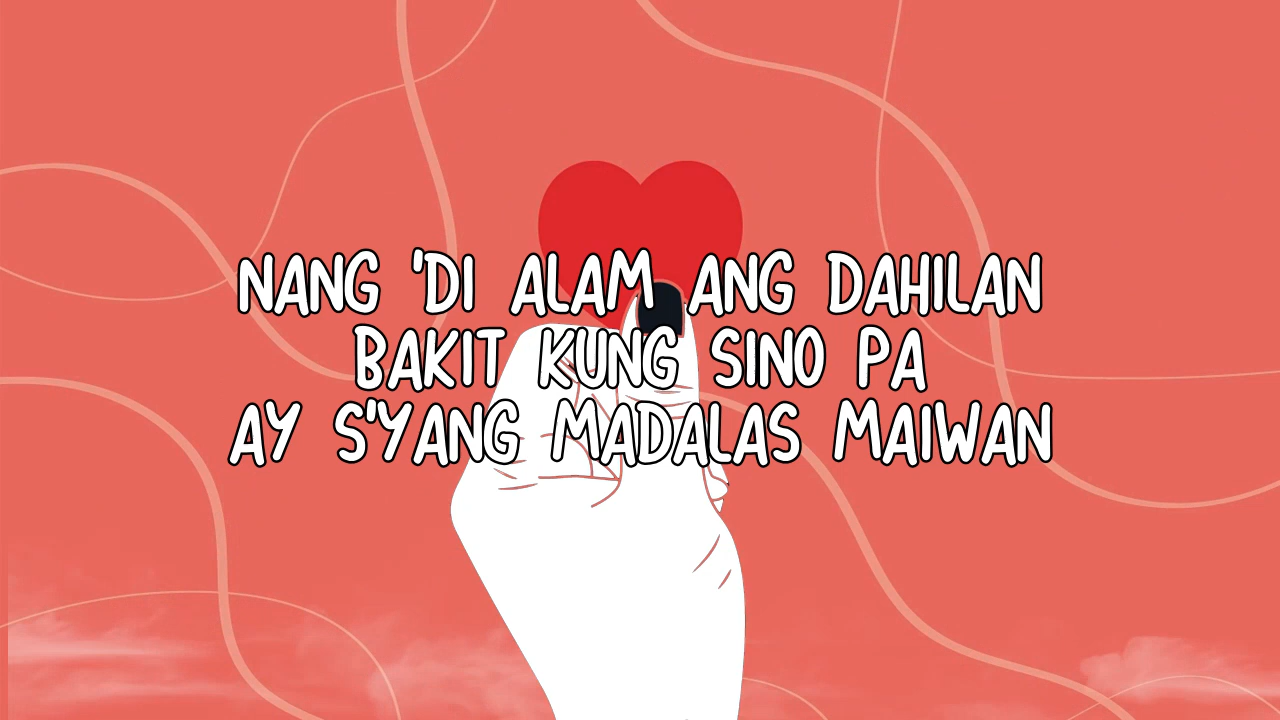 NANG 'DI ALAM ANG DAHILAN
BAKIT KUNG SINO PA
AY S'YANG MADALAS MAIWAN